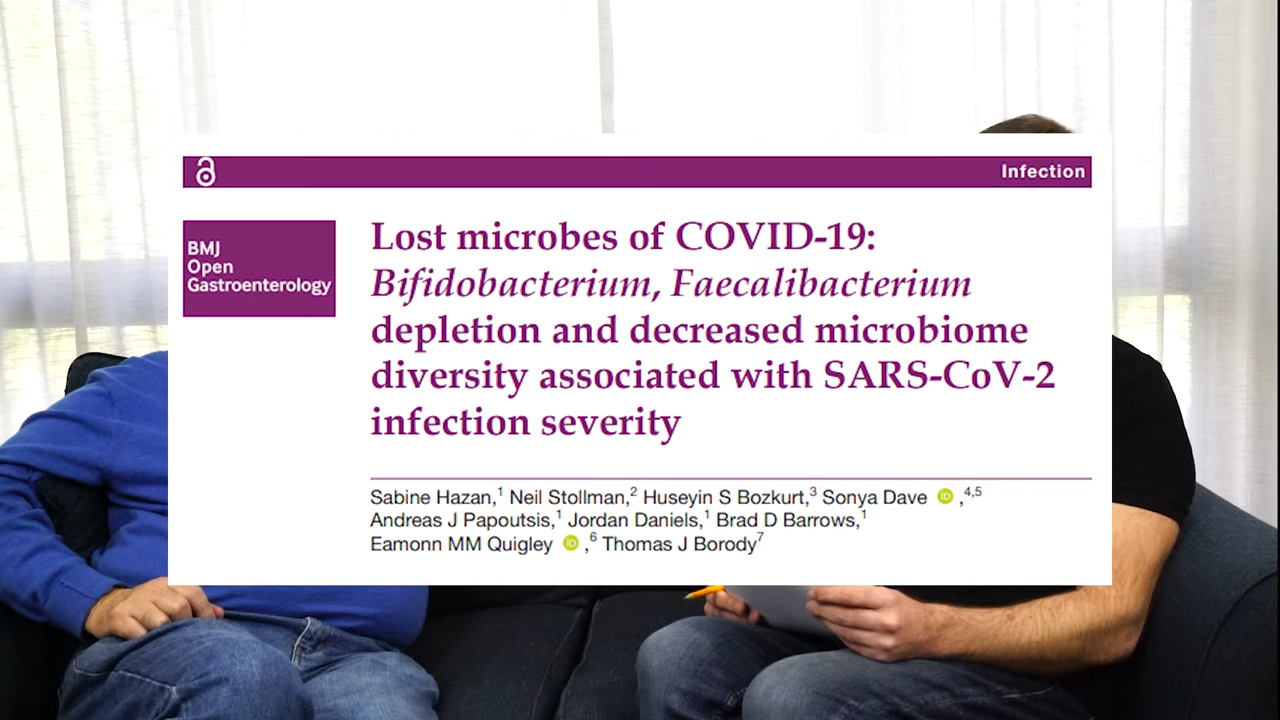 Infection
BMJ
Open
Gastroenterology
Lost microbes of COVID-19:
Bifidobacterium, Faecalibacterium
depletion and decreased microbiome
diversity associated with SARS-CoV-2
infection severity
Sabine Hazan,1 Neil Stollman,2 Huseyin S Bozkurt,3 Sonya Dave iD ,4,5
Andreas J Papoutsis,1 Jordan Daniels,1 Brad D Barrows,1
Eamonn MM Quigley iD ,6 Thomas J Borody7